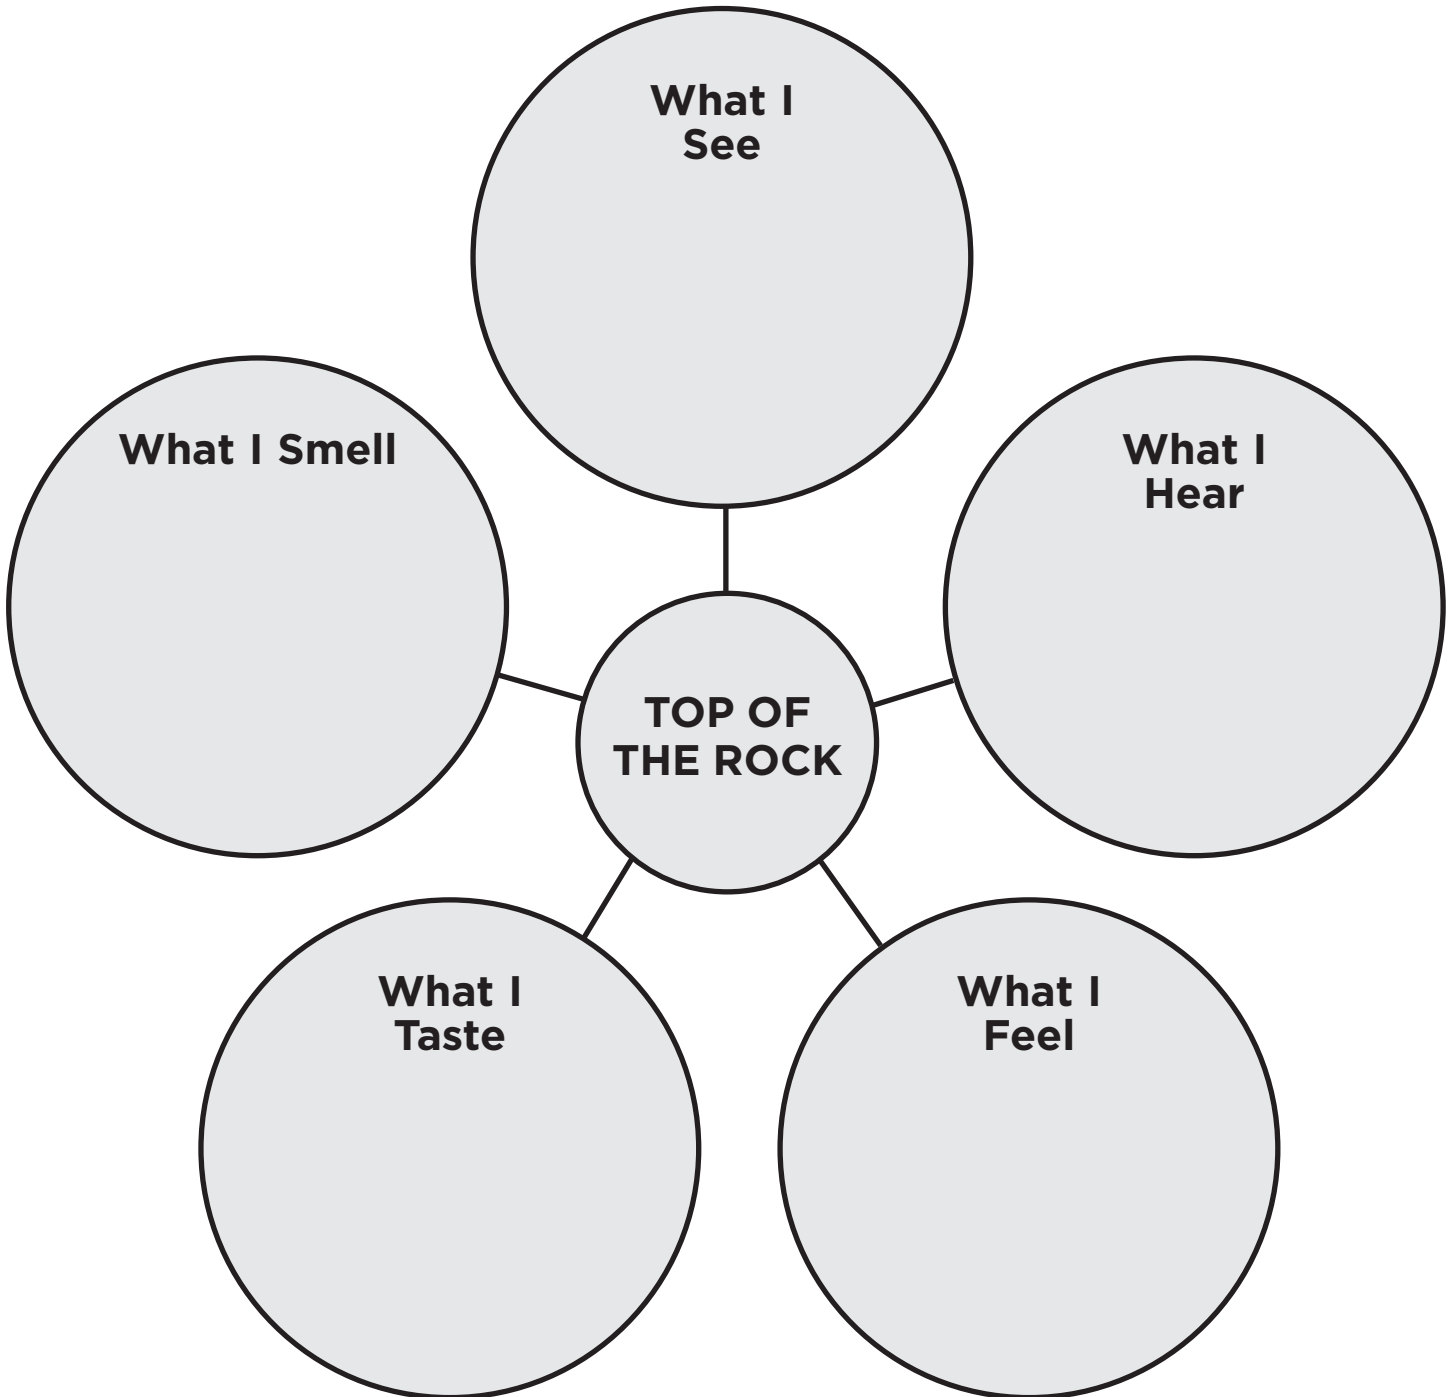 What I
See
What I Smell
What I
Hear
TOP OF
THE ROCK
What I
Taste
What I
Feel